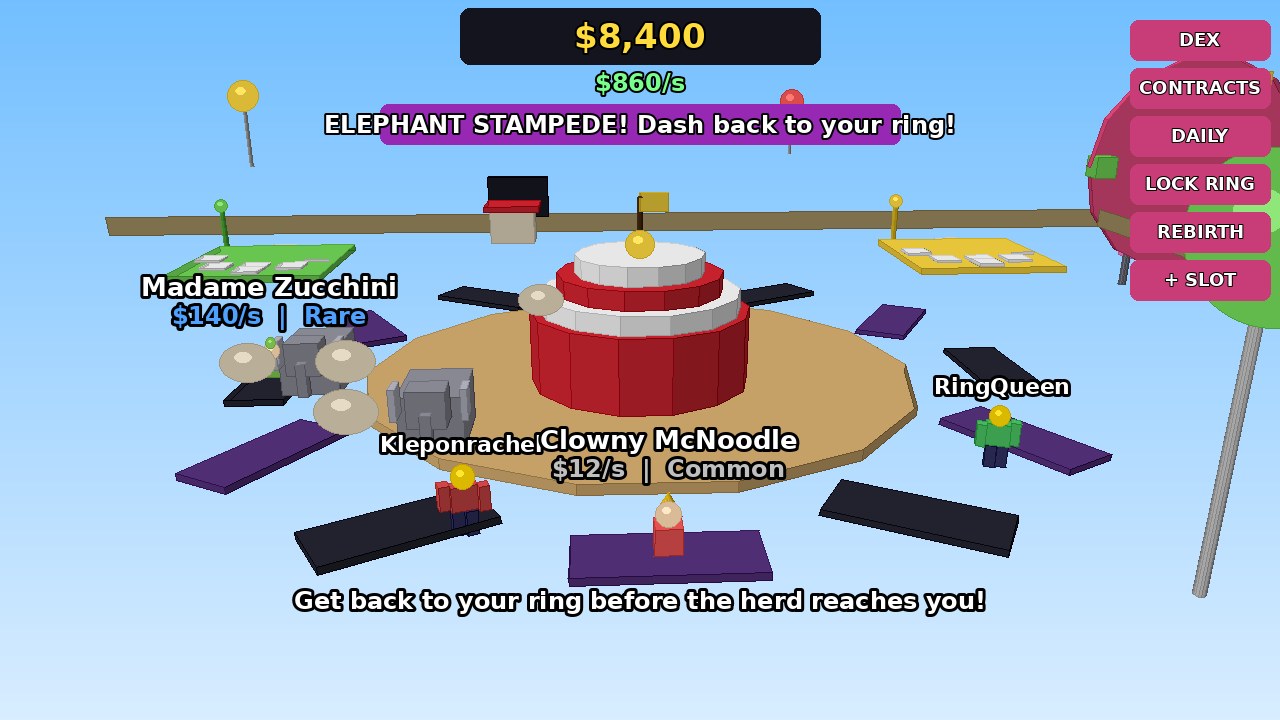 $8,400
$860/s
ELEPHANT STAMPEDE! Dash back to your ring!
DEX
CONTRACTS
DAILY
LOCK RING
REBIRTH
+ SLOT
Madame Zucchini
$140/s | Rare
RingQueen
Kleponrachel
Clowny McNoodle
$12/s | Common
Get back to your ring before the herd reaches you!